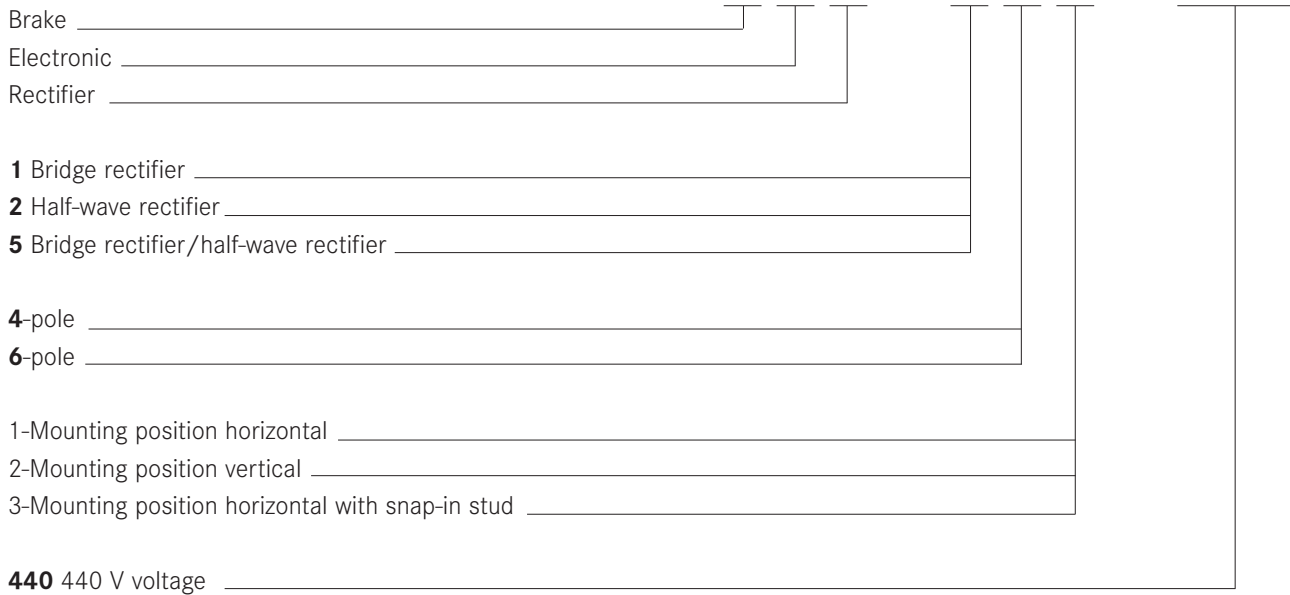 Brake
Electronic
Rectifier
1 Bridge rectifier
2 Half-wave rectifier
5 Bridge rectifier/half-wave rectifier
4-pole
6-pole
1-Mounting position horizontal
2-Mounting position vertical
3-Mounting position horizontal with snap-in stud
440 440 V voltage